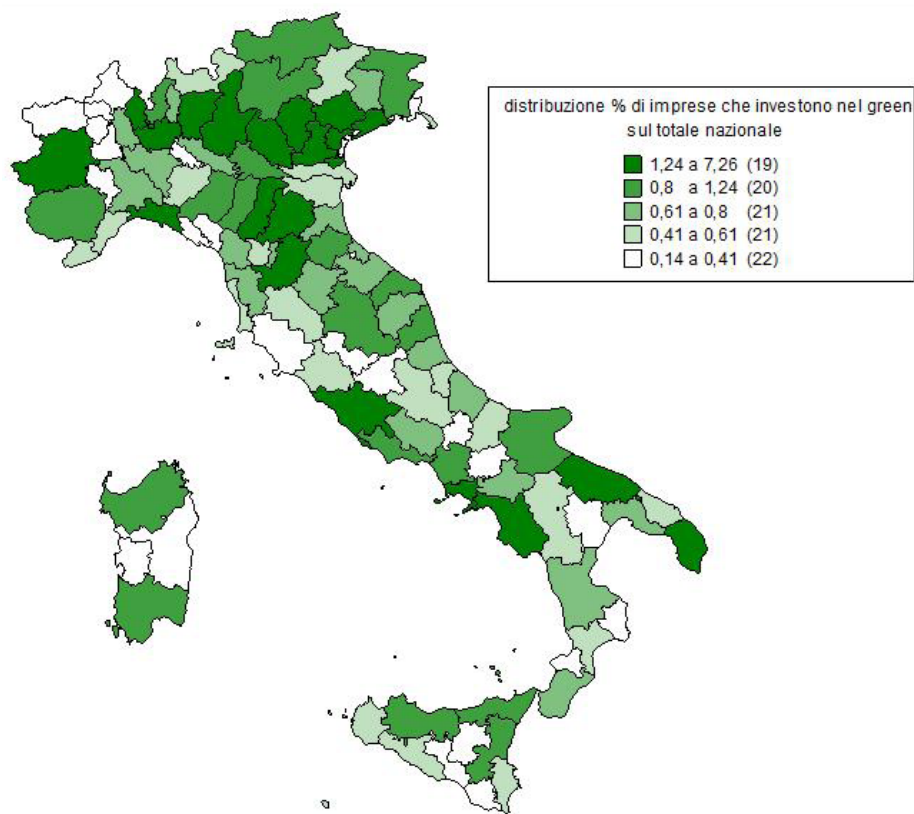 distribuzione % di imprese che investono nel green
sul totale nazionale
1,24 a 7,26 (19)
0,8 a 1,24 (20)
0,61 a 0,8 (21)
0,41 a 0,61 (21)
0,14 a 0,41 (22)